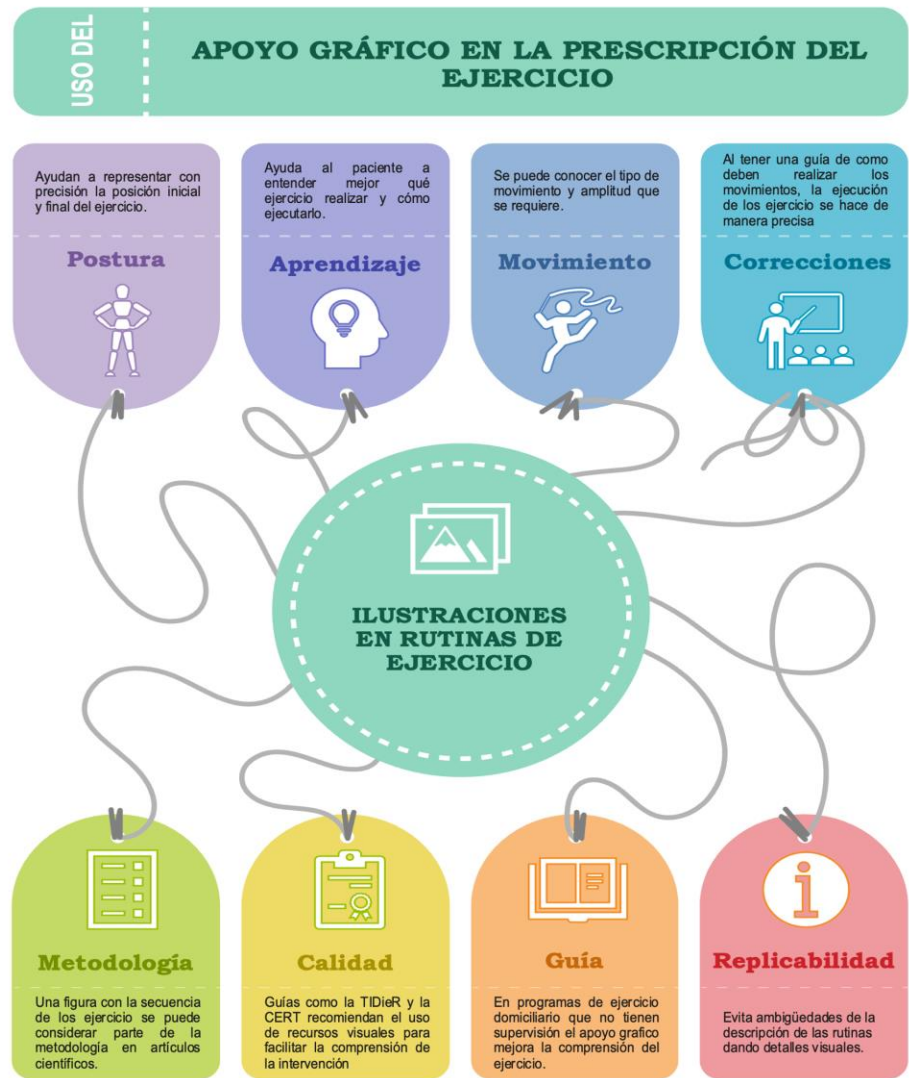 USO DEL
APOYO GRÁFICO EN LA PRESCRIPCIÓN DEL
EJERCICIO
Ayudan a representar con
precisión la posición inicial
y final del ejercicio.
Postura
Ayuda al paciente a
entender mejor qué
ejercicio realizar y cómo
ejecutarlo.
Aprendizaje
Se puede conocer el tipo de
movimiento y amplitud que
se requiere.
Movimiento
Al tener una guía de como
deben realizar los
movimientos, la ejecución
de los ejercicio se hace de
manera precisa
Correcciones
ILUSTRACIONES
EN RUTINAS DE
EJERCICIO
Metodología
Una figura con la secuencia
de los ejercicio se puede
considerar parte de la
metodología en artículos
científicos.
Calidad
Guías como la TIDieR y la
CERT recomiendan el uso
de recursos visuales para
facilitar la comprensión de
la intervención
Guía
En programas de ejercicio
domiciliario que no tienen
supervisión el apoyo grafico
mejora la comprensión del
ejercicio.
Replicabilidad
Evita ambigüedades de la
descripción de las rutinas
dando detalles visuales.